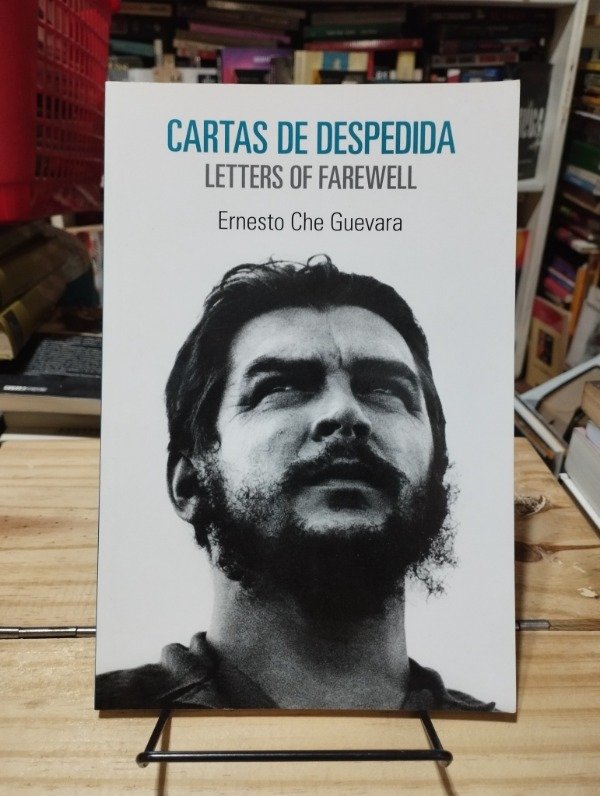 CARTAS DE DESPEDIDA
LETTERS OF FAREWELL
Ernesto Che Guevara